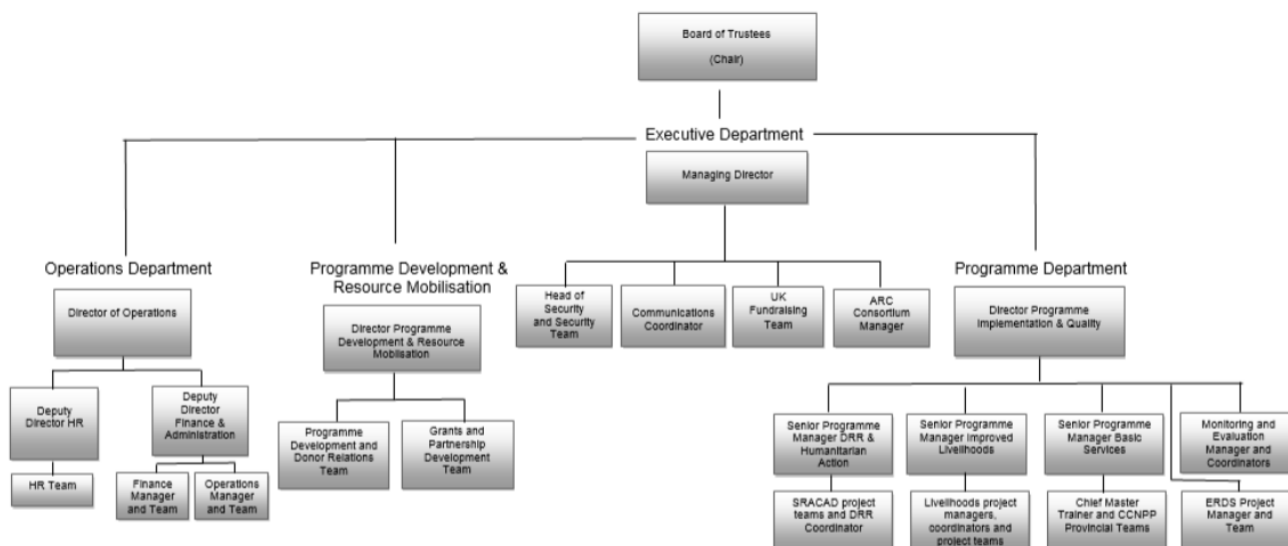 Board of Trustees
(Chair)
Executive Department
Managing Director
Operations Department
Programme Development &
Resource Mobilisation
Programme Department
Director of Operations
Director Programme
Development & Resource
Mobilisation
Head of
Security
and Security
Team
Communications
Coordinator
UK
Fundraising
Team
ARC
Consortium
Manager
Director Programme
Implementation & Quality
Deputy
Director HR
Deputy
Director
Finance &
Administration
HR Team
Finance
Manager
and Team
Operations
Manager
and Team
Programme
Development and
Donor Relations
Team
Grants and
Partnership
Development
Team
Senior Programme
Manager DRR &
Humanitarian
Action
Senior Programme
Manager Improved
Livelihoods
Senior Programme
Manager Basic
Services
Monitoring and
Evaluation
Manager and
Coordinators
SRACAD project
teams and DRR
Coordinator
Livelihoods project
managers,
coordinators and
project teams
Chief Master
Trainer and CCNPP
Provincial Teams
ERDS Project
Manager and
Team